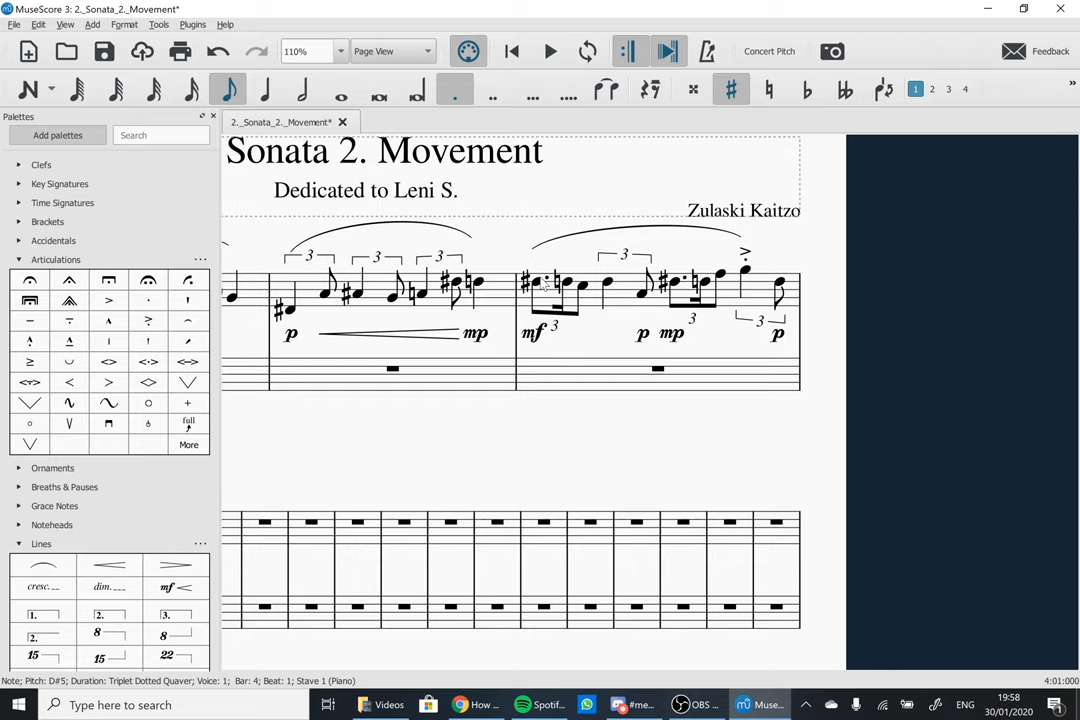 MuseScore 3: 2._Sonata_2._Movement*
File Edit View Add Format Tools Plugins Help
110% Page View Concert Pitch Feedback
N 1 2 3 4 »
Palettes
2._Sonata_2._Movement*
Add palettes Search
Clefs
Key Signatures
Time Signatures
Brackets
Accidentals
Articulations ...
full
More
Ornaments
Breaths & Pauses
Grace Notes
Noteheads
Lines ...
cresc. dim. mf
1. 2. 3.
2. 8 8
15 15 22
Sonata 2. Movement
Dedicated to Leni S.
Zulaski Kaitzo
3 3 3 3
p mp mf 3 p mp 3 3 p
Note; Pitch: D#5; Duration: Triplet Dotted Quaver; Voice: 1; Bar: 4; Beat: 1; Stave 1 (Piano) 4:01:000
Type here to search Videos How ... Spotif... #me... OBS ... Muse... ENG 19:58
30/01/2020